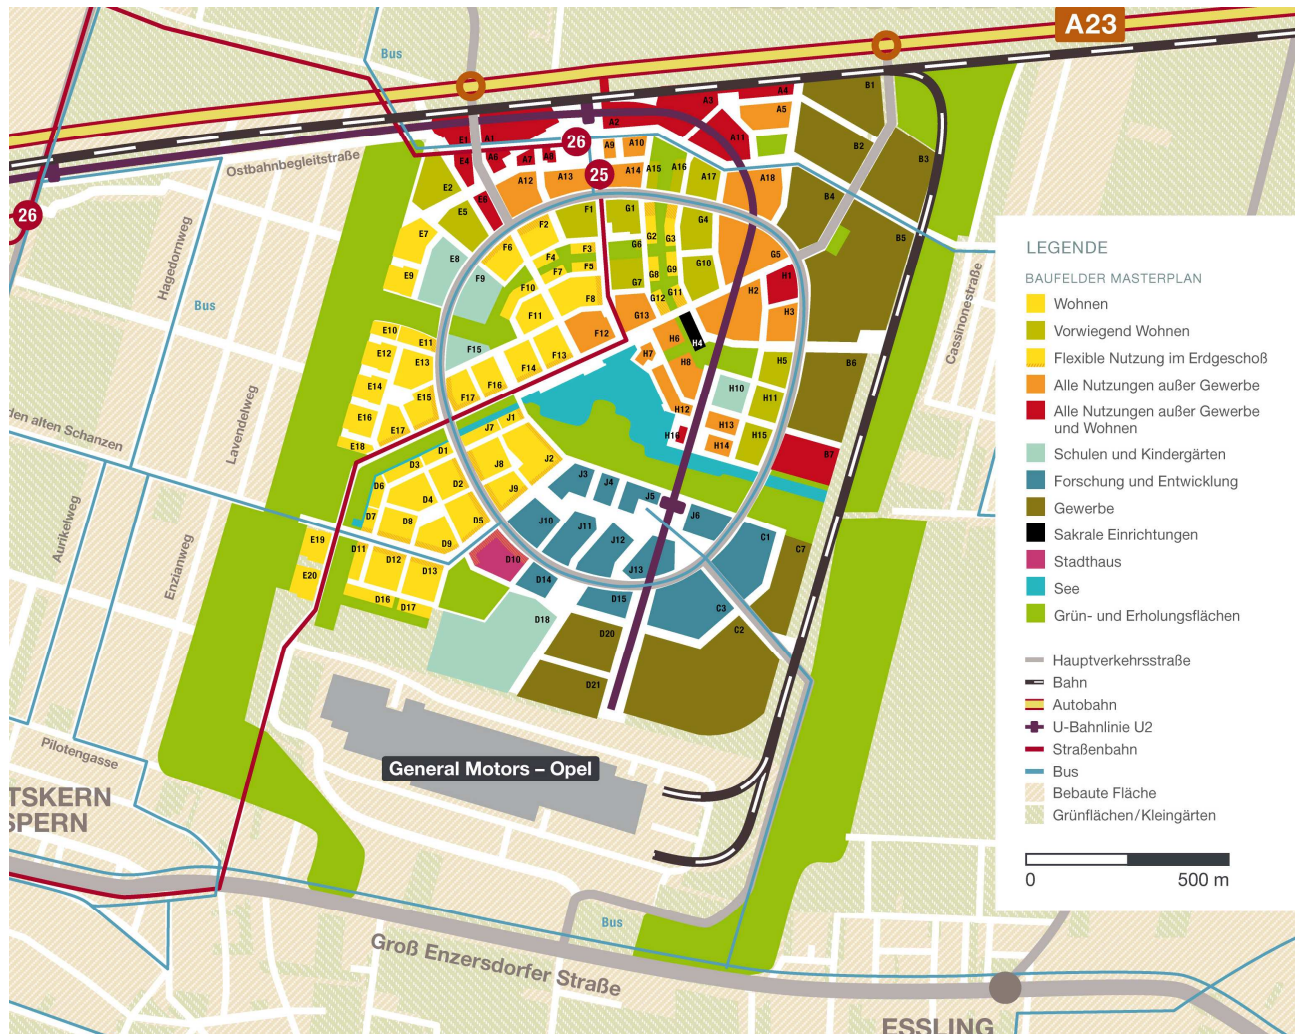 A23
Bus
26
25
26
Ostbahnbegleitstraße
Hagedornweg
Bus
Lavendelweg
den alten Schanzen
Aurikelweg
Enzianweg
Pilotengasse
TSKERN
SPERN
Cassinonestraße
General Motors – Opel
Bus
Groß Enzersdorfer Straße
ESSLING
E1
A1
A2
A3
A4
A5
A6
A7
A8
A9
A10
A11
A12
A13
A14
A15
A16
A17
A18
B1
B2
B3
B4
B5
B6
B7
C1
C2
C3
C7
D1
D2
D3
D4
D5
D6
D7
D8
D9
D10
D11
D12
D13
D14
D15
D16
D17
D18
D20
D21
E2
E4
E5
E6
E7
E8
E9
E10
E11
E12
E13
E14
E15
E16
E17
E18
E19
E20
F1
F2
F3
F4
F5
F6
F7
F8
F9
F10
F11
F12
F13
F14
F15
F16
F17
G1
G2
G3
G4
G5
G6
G7
G8
G9
G10
G11
G12
G13
H1
H2
H3
H4
H5
H6
H7
H8
H10
H11
H12
H13
H14
H15
H16
J1
J2
J3
J4
J5
J6
J7
J8
J9
J10
J11
J12
J13
LEGENDE
BAUFELDER MASTERPLAN
Wohnen
Vorwiegend Wohnen
Flexible Nutzung im Erdgeschoß
Alle Nutzungen außer Gewerbe
Alle Nutzungen außer Gewerbe
und Wohnen
Schulen und Kindergärten
Forschung und Entwicklung
Gewerbe
Sakrale Einrichtungen
Stadthaus
See
Grün- und Erholungsflächen
Hauptverkehrsstraße
Bahn
Autobahn
U-Bahnlinie U2
Straßenbahn
Bus
Bebaute Fläche
Grünflächen/Kleingärten
0 500 m